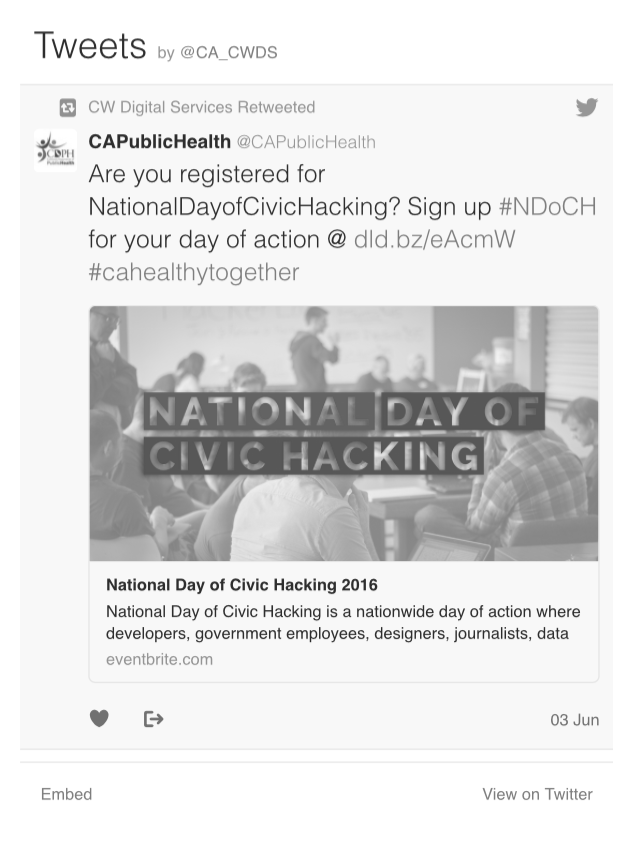 Tweets by @CA_CWDS
CW Digital Services Retweeted
CAPublicHealth @CAPublicHealth
Are you registered for
NationalDayofCivicHacking? Sign up #NDoCH
for your day of action @ dld.bz/eAcmW
#cahealthytogether
CDPH
PublicHealth
NATIONAL DAY OF
CIVIC HACKING
National Day of Civic Hacking 2016
National Day of Civic Hacking is a nationwide day of action where
developers, government employees, designers, journalists, data
eventbrite.com
03 Jun
Embed View on Twitter